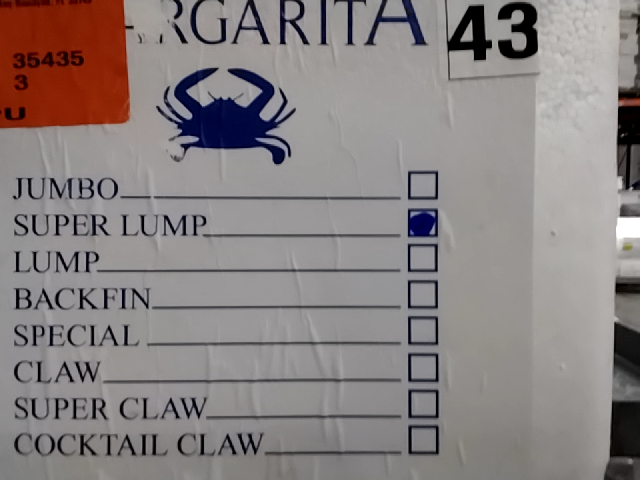 RGARITA
43
35435
3
JUMBO
SUPER LUMP
LUMP
BACKFIN
SPECIAL
CLAW
SUPER CLAW
COCKTAIL CLAW